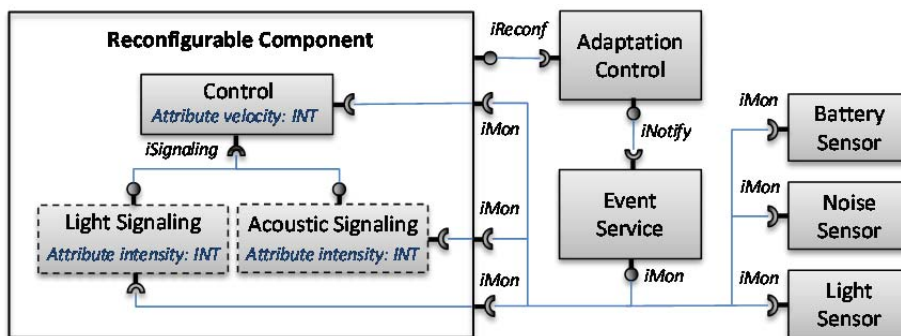 Reconfigurable Component
Control
Attribute velocity: INT
iSignaling
Light Signaling
Attribute intensity: INT
Acoustic Signaling
Attribute intensity: INT
iMon
iMon
iMon
iReconf
Adaptation
Control
iNotify
Event
Service
iMon
iMon
Battery
Sensor
iMon
Noise
Sensor
iMon
Light
Sensor